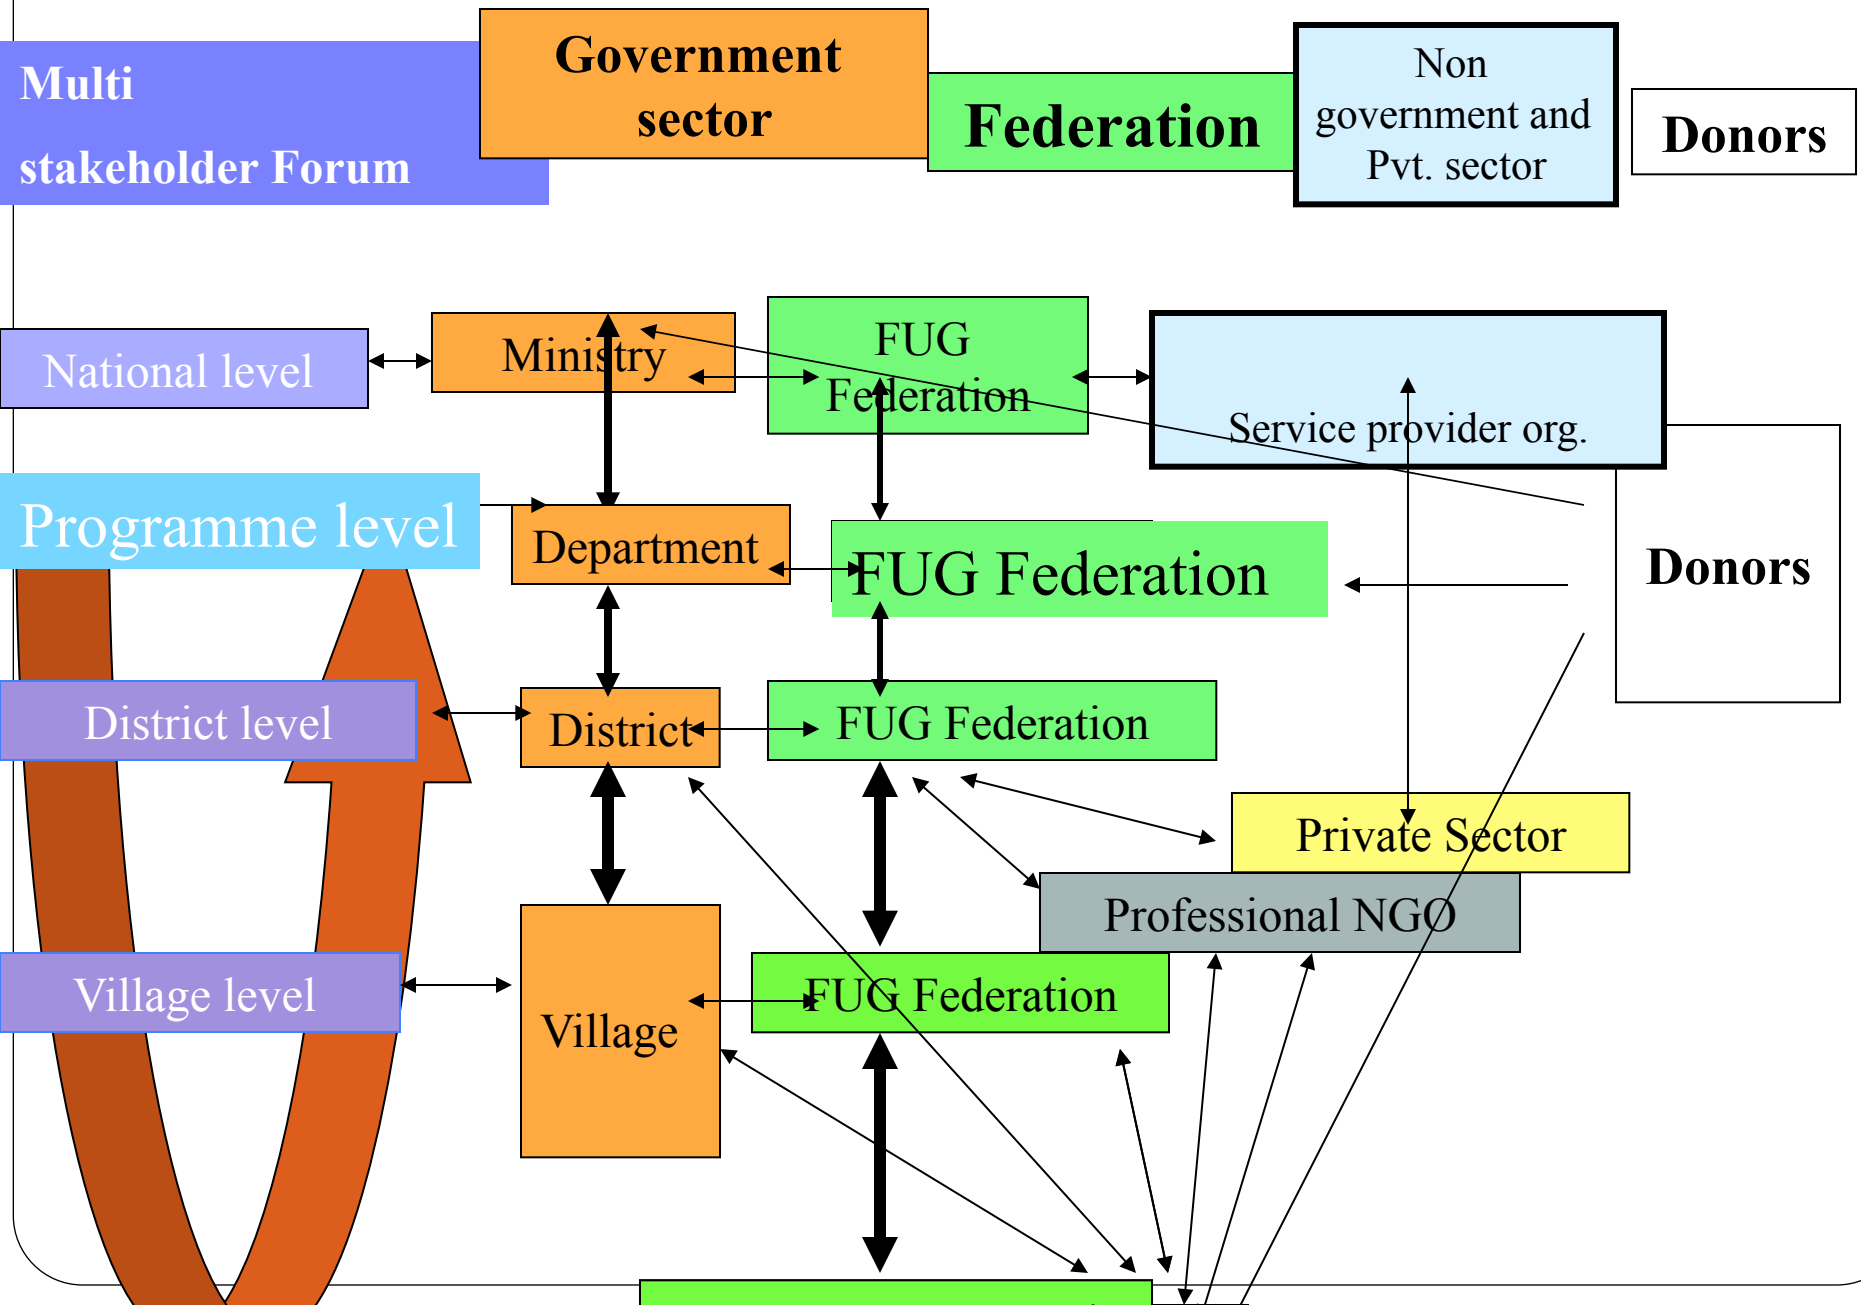 Multi
stakeholder Forum
Government
sector
Federation
Non
government and
Pvt. sector
Donors
National level
Ministry
FUG
Federation
Service provider org.
Programme level
Department
FUG Federation
Donors
District level
District
FUG Federation
Private Sector
Professional NGO
Village level
Village
FUG Federation